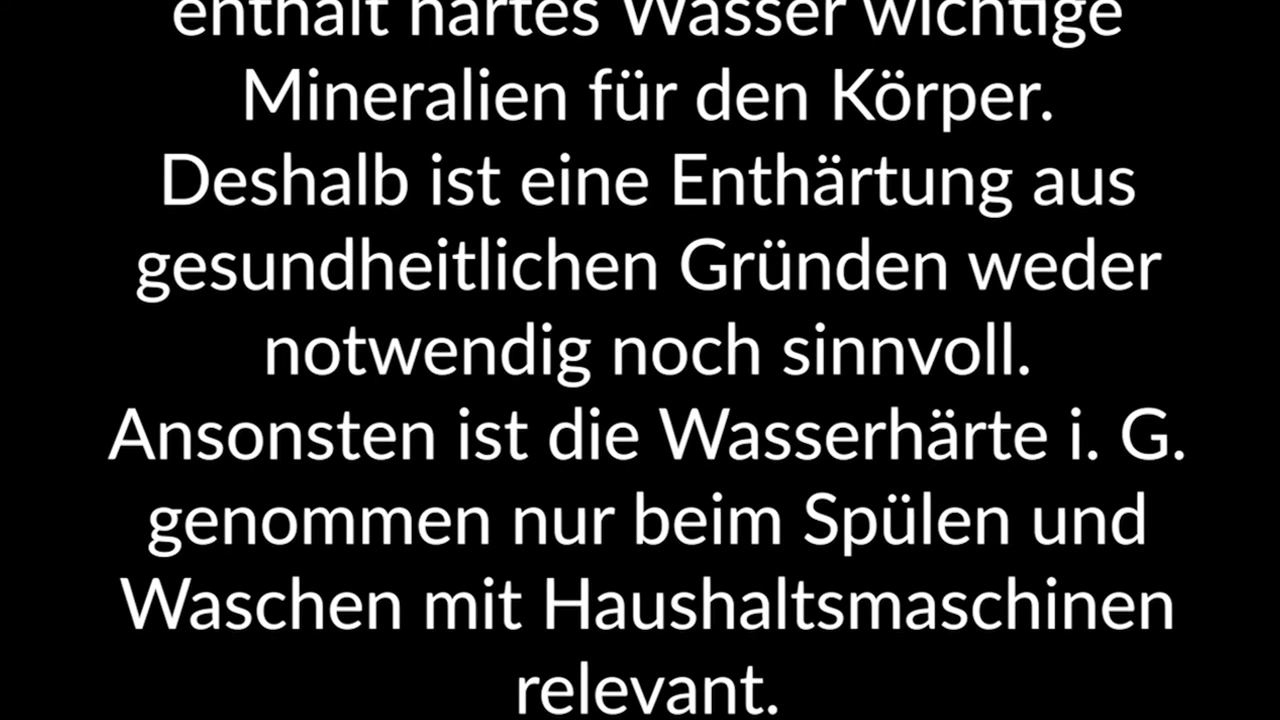 enthält hartes Wasser wichtige
Mineralien für den Körper.
Deshalb ist eine Enthärtung aus
gesundheitlichen Gründen weder
notwendig noch sinnvoll.
Ansonsten ist die Wasserhärte i. G.
genommen nur beim Spülen und
Waschen mit Haushaltsmaschinen
relevant.